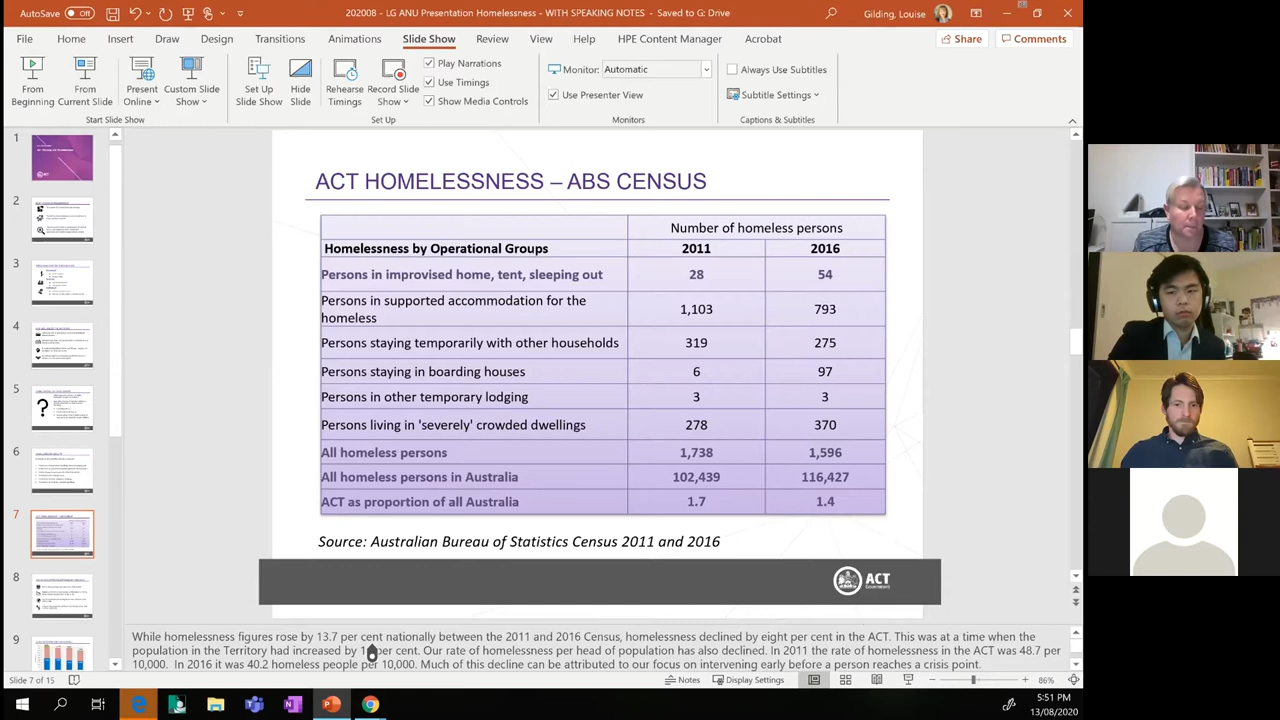 AutoSave Off 202008 - LG ANU Presentation Homelessness - WITH SPEAKING NOTES - Saved to G: Drive Gilding, Louise
File Home Insert Draw Design Transitions Animations Slide Show Review View Help HPE Content Manager Acrobat Share Comments
From Beginning
From Current Slide
Present Online
Custom Slide Show
Set Up Slide Show
Hide Slide
Rehearse Timings
Record Slide Show
Play Narrations
Use Timings
Show Media Controls
Monitor: Automatic
Use Presenter View
Always Use Subtitles
Subtitle Settings
Start Slide Show Set Up Monitors Captions & Subtitles
1
2
3
4
5
6
7
8
9
ACT HOMELESSNESS – ABS CENSUS
Number of homeless persons
Homelessness by Operational Groups 2011 2016
Persons in improvised home, tent, sleeping out 28 54
Persons in supported accommodation for the
homeless 1,103 793
Persons staying temporarily with other households 319 275
Persons staying in boarding houses 6 97
Persons in other temporary lodging 3 3
Persons living in 'severely' crowded dwellings 278 370
All homeless persons 1,738 1,596
All homeless persons in Australia 102,439 116,427
ACT as proportion of all Australia 1.7 1.4
Source: Australian Bureau of Statistics Census 2011 and 2016
ACT
Government
While homelessness figures rose by 13.7 per cent nationally between the 2011 and 2016 Census, homelessness declined by eight per cent in the ACT. This was at a time when the
population in the Territory had increased by per cent. Our rate of homelessness per head of population has also declined. In 2011 the rate of homelessness in the ACT was 48.7 per
10,000. In 2016 it was 40.2 homeless people per 10,000. Much of this decline can be attributed to our focus on intervening early before a person reaches a crisis point.
Slide 7 of 15 Notes Display Settings 86%
5:51 PM
13/08/2020